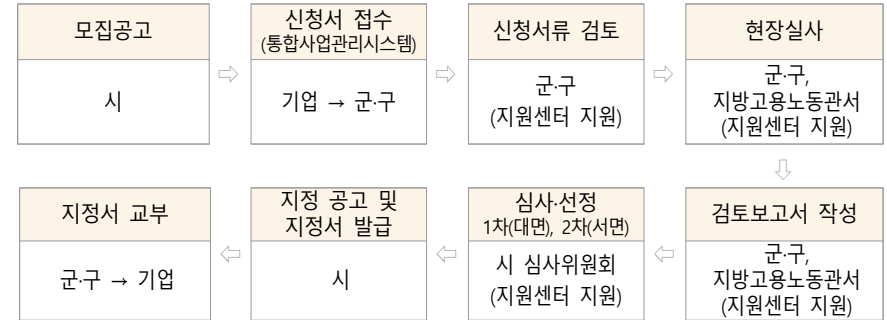 모집공고
시
⇨
신청서 접수
(통합사업관리시스템)
기업 → 군·구
⇨
신청서류 검토
군·구
(지원센터 지원)
⇨
현장실사
군·구,
지방고용노동관서
(지원센터 지원)
⇩
검토보고서 작성
군·구,
지방고용노동관서
(지원센터 지원)
⇦
심사·선정
1차(대면), 2차(서면)
시 심사위원회
(지원센터 지원)
⇦
지정 공고 및
지정서 발급
시
⇦
지정서 교부
군·구 → 기업